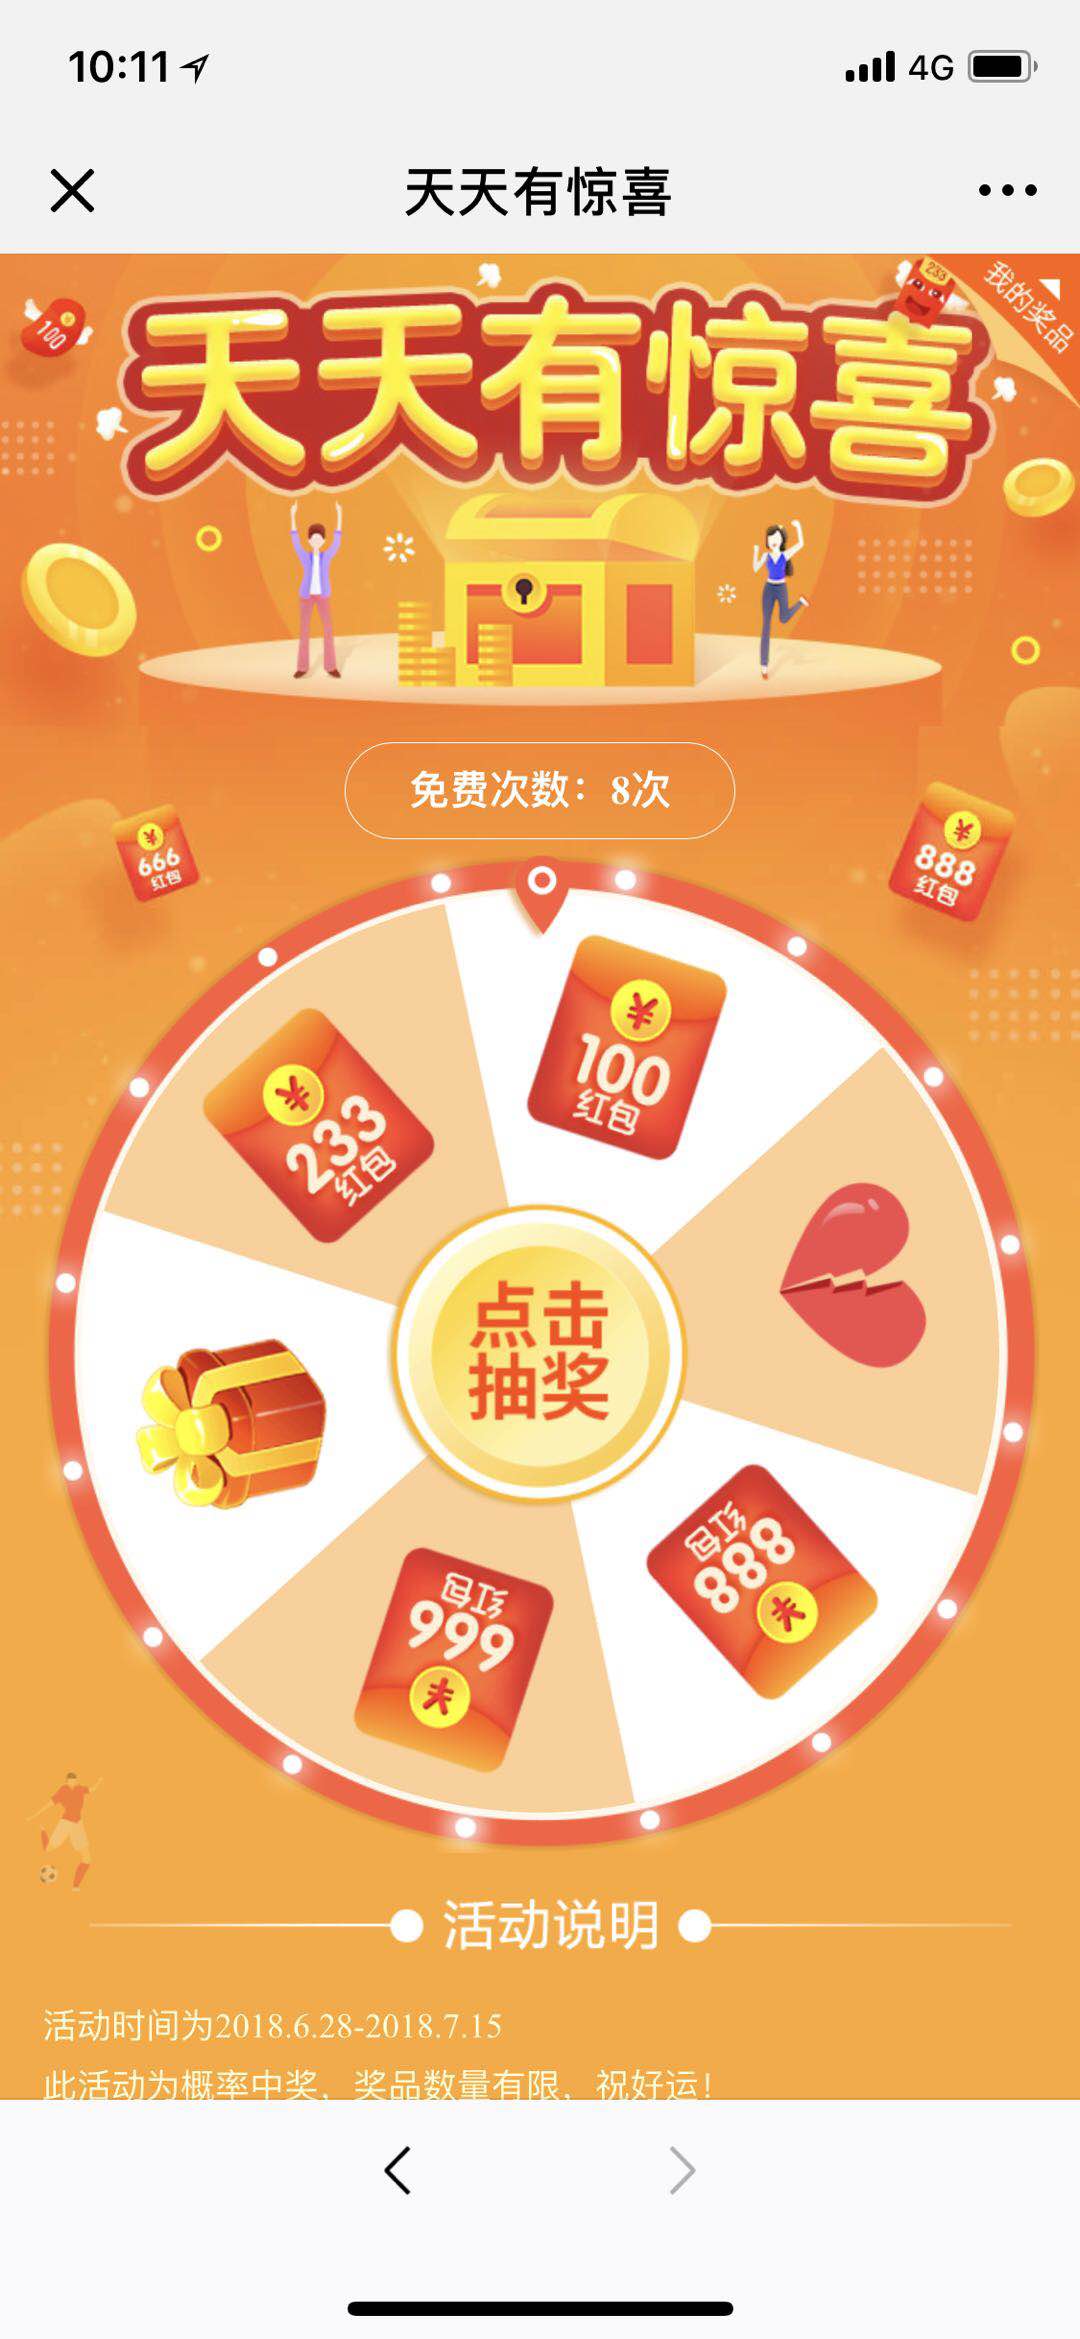 10:11
4G
天天有惊喜
100
233
我的奖品
天天有惊喜
免费次数：8次
666
红包
888
红包
100
红包
233
红包
点击
抽奖
888
红包
999
红包
活动说明
活动时间为2018.6.28-2018.7.15
此活动为概率中奖，奖品数量有限，祝好运！